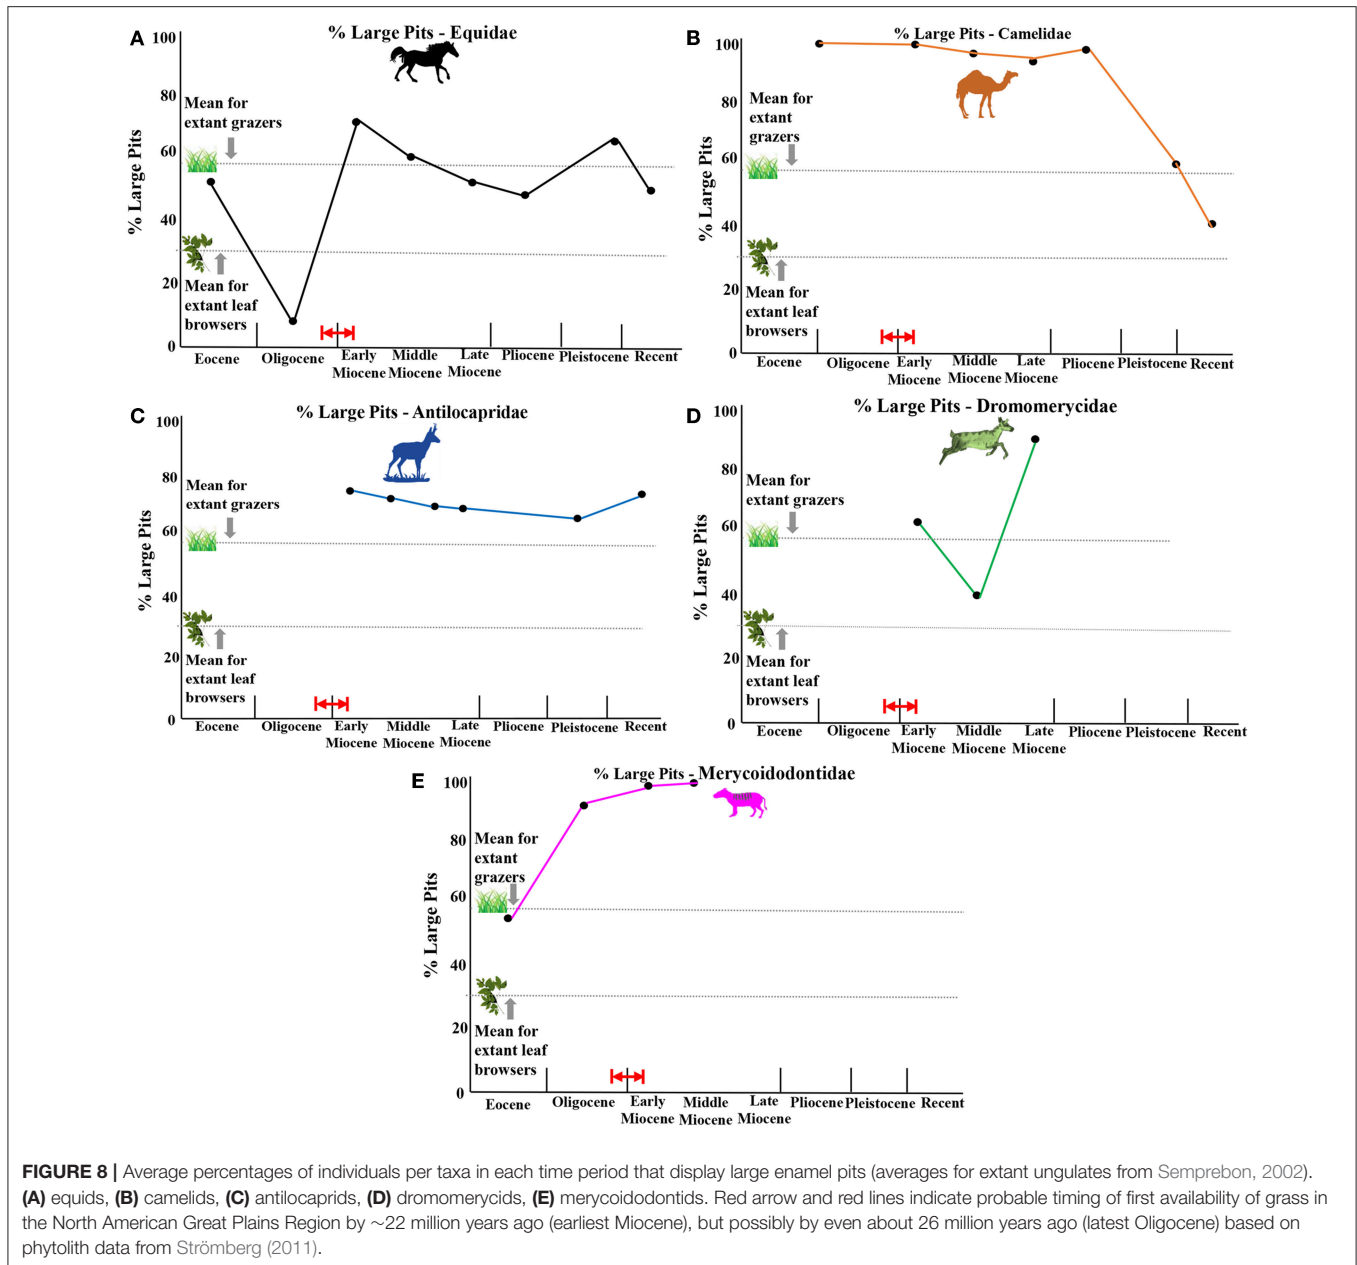 A
% Large Pits - Equidae
100
80
60
40
20
0
% Large Pits
Mean for
extant grazers
Mean for
extant leaf
browsers
Eocene
Oligocene
Early
Miocene
Middle
Miocene
Late
Miocene
Pliocene
Pleistocene
Recent
B
% Large Pits - Camelidae
100
80
60
40
20
0
% Large Pits
Mean for
extant
grazers
Mean for
extant leaf
browsers
Eocene
Oligocene
Early
Miocene
Middle
Miocene
Late
Miocene
Pliocene
Pleistocene
Recent
C
% Large Pits - Antilocapridae
100
80
60
40
20
0
% Large Pits
Mean for
extant grazers
Mean for
extant leaf
browsers
Eocene
Oligocene
Early
Miocene
Middle
Miocene
Late
Miocene
Pliocene
Pleistocene
Recent
D
% Large Pits - Dromomerycidae
100
80
60
40
20
0
% Large Pits
Mean for
extant grazers
Mean for
extant leaf
browsers
Eocene
Oligocene
Early
Miocene
Middle
Miocene
Late
Miocene
Pliocene
Pleistocene
Recent
E
% Large Pits - Merycoidodontidae
100
80
60
40
20
0
% Large Pits
Mean for
extant
grazers
Mean for
extant leaf
browsers
Eocene
Oligocene
Early
Miocene
Middle
Miocene
Late
Miocene
Pliocene
Pleistocene
Recent
FIGURE 8 | Average percentages of individuals per taxa in each time period that display large enamel pits (averages for extant ungulates from Semprebon, 2002).
(A) equids, (B) camelids, (C) antilocaprids, (D) dromomerycids, (E) merycoidodontids. Red arrow and red lines indicate probable timing of first availability of grass in
the North American Great Plains Region by ~22 million years ago (earliest Miocene), but possibly by even about 26 million years ago (latest Oligocene) based on
phytolith data from Strömberg (2011).